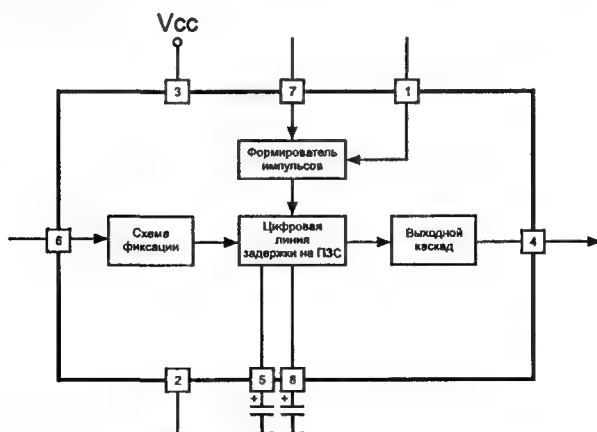 Vcc
3
7
1
Формирователь
импульсов
6
Схема
фиксации
Цифровая
линия
задержки на ПЗС
Выходной
каскад
4
2
5
8
+
+